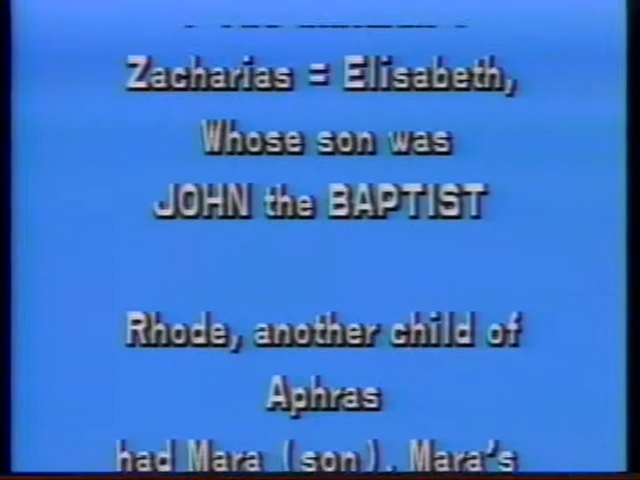 Zacharias = Elisabeth,
Whose son was
JOHN the BAPTIST
Rhode, another child of
Aphras
had Mara (son). Mara's